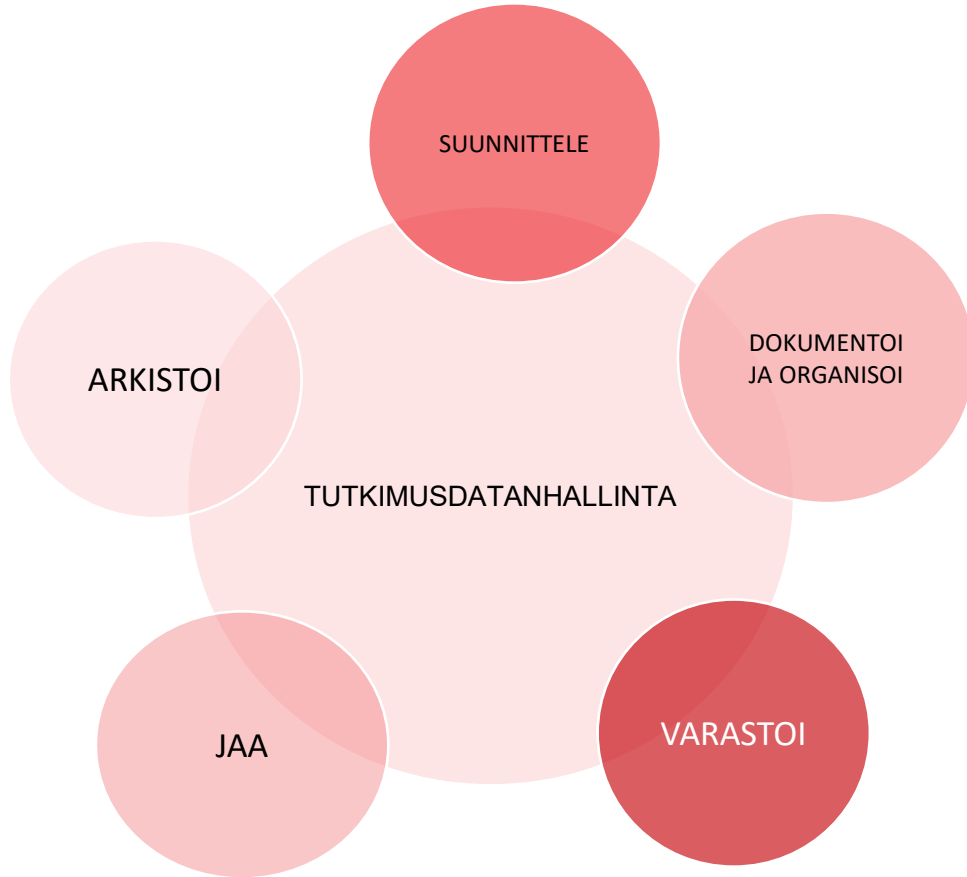 SUUNNITTELE
DOKUMENTOI
JA ORGANISOI
ARKISTOI
TUTKIMUSDATANHALLINTA
VARASTOI
JAA